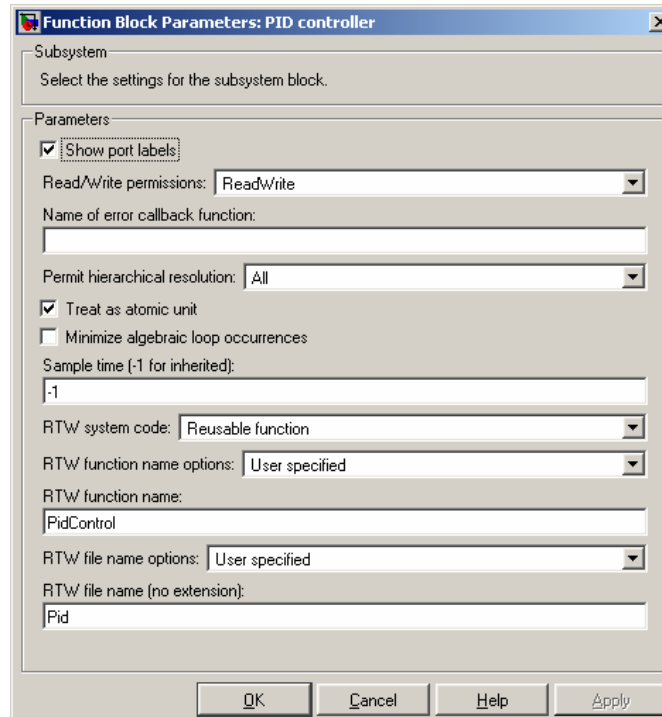 Function Block Parameters: PID controller
Subsystem
Select the settings for the subsystem block.
Parameters
Show port labels
Read/Write permissions: ReadWrite
Name of error callback function:
Permit hierarchical resolution: All
Treat as atomic unit
Minimize algebraic loop occurrences
Sample time (-1 for inherited):
-1
RTW system code: Reusable function
RTW function name options: User specified
RTW function name:
PidControl
RTW file name options: User specified
RTW file name (no extension):
Pid
OK Cancel Help Apply